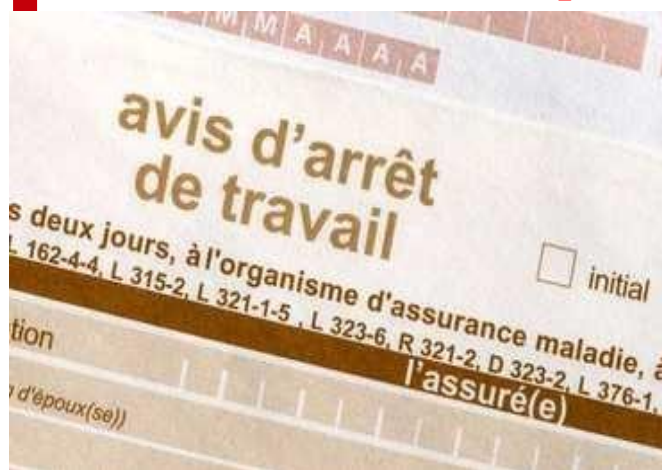 M M A A A A
avis d'arrêt
de travail
initial
s deux jours, à l'organisme d'assurance maladie, à
L 162-4-4, L 315-2, L 321-1-5 , L 323-6, R 321-2, D 323-2, L 376-1,
l'assuré(e)
tion
d'époux(se))